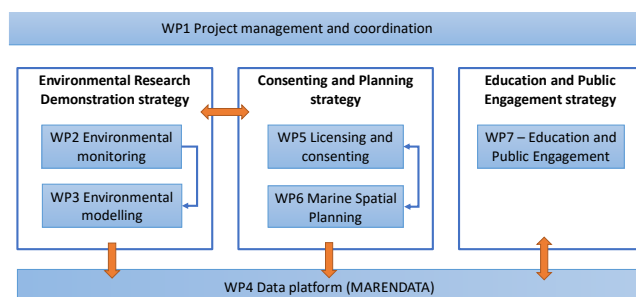 WP1 Project management and coordination
Environmental Research
Demonstration strategy
WP2 Environmental
monitoring
WP3 Environmental
modelling
Consenting and Planning
strategy
WP5 Licensing and
consenting
WP6 Marine Spatial
Planning
Education and Public
Engagement strategy
WP7 – Education and
Public Engagement
WP4 Data platform (MARENDATA)